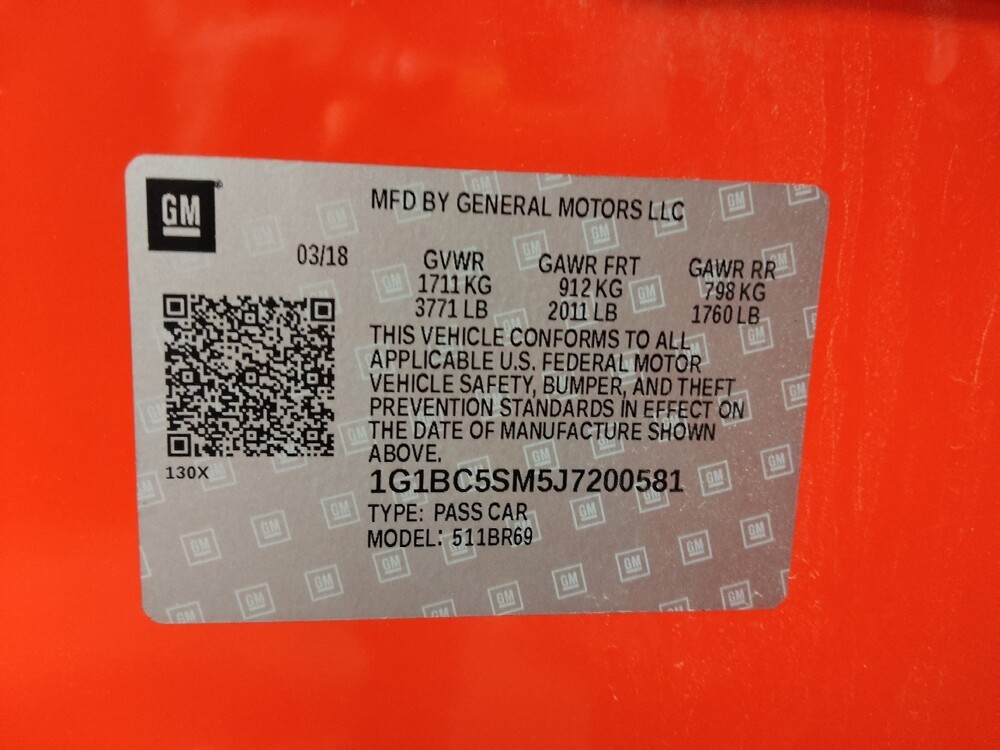 GM
MFD BY GENERAL MOTORS LLC
03/18
GVWR GAWR FRT GAWR RR
1711 KG 912 KG 798 KG
3771 LB 2011 LB 1760 LB
THIS VEHICLE CONFORMS TO ALL
APPLICABLE U.S. FEDERAL MOTOR
VEHICLE SAFETY, BUMPER, AND THEFT
PREVENTION STANDARDS IN EFFECT ON
THE DATE OF MANUFACTURE SHOWN
ABOVE.
130X
1G1BC5SM5J7200581
TYPE: PASS CAR
MODEL: 511BR69